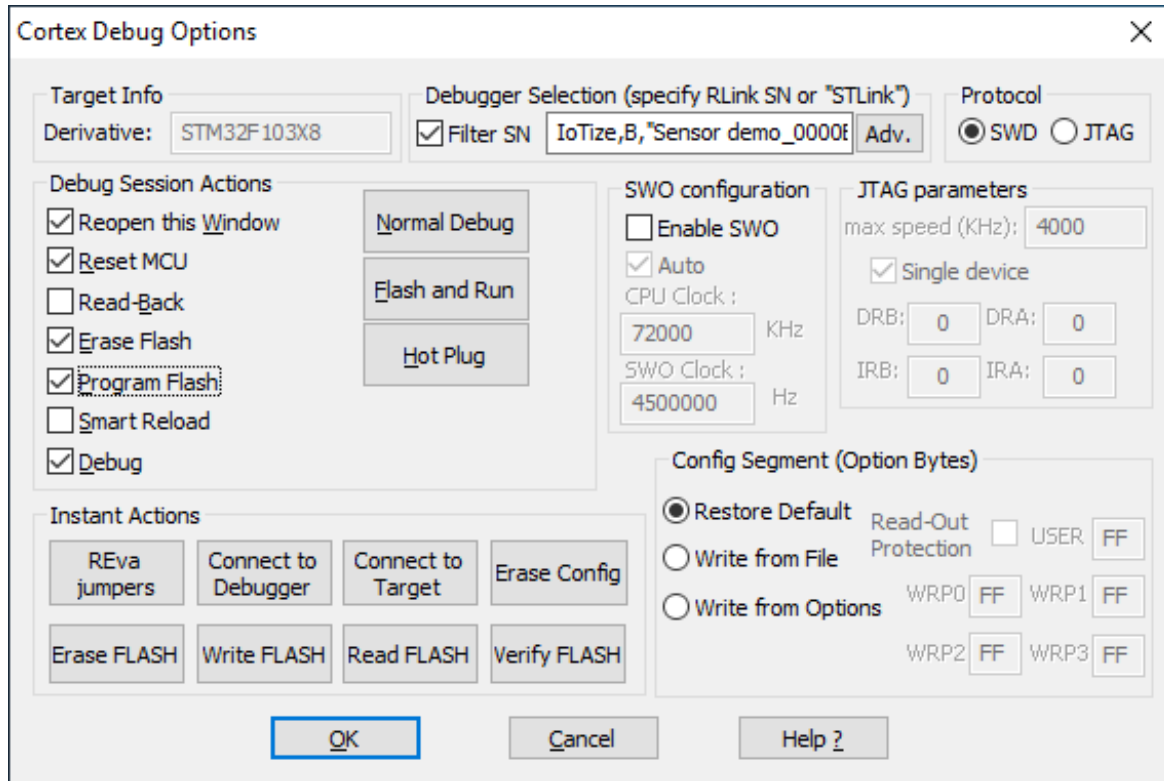 Cortex Debug Options
Target Info
Derivative: STM32F103X8
Debugger Selection (specify RLink SN or "STLink")
Filter SN IoTize,B,"Sensor demo_0000E Adv.
Protocol
SWD JTAG
Debug Session Actions
Reopen this Window
Reset MCU
Read-Back
Erase Flash
Program Flash
Smart Reload
Debug
Normal Debug
Flash and Run
Hot Plug
SWO configuration
Enable SWO
Auto
CPU Clock :
72000 KHz
SWO Clock :
4500000 Hz
JTAG parameters
max speed (KHz): 4000
Single device
DRB: 0 DRA: 0
IRB: 0 IRA: 0
Instant Actions
REva
jumpers
Connect to
Debugger
Connect to
Target
Erase Config
Erase FLASH
Write FLASH
Read FLASH
Verify FLASH
Config Segment (Option Bytes)
Restore Default
Write from File
Write from Options
Read-Out
Protection
USER FF
WRP0 FF WRP1 FF
WRP2 FF WRP3 FF
OK
Cancel
Help ?